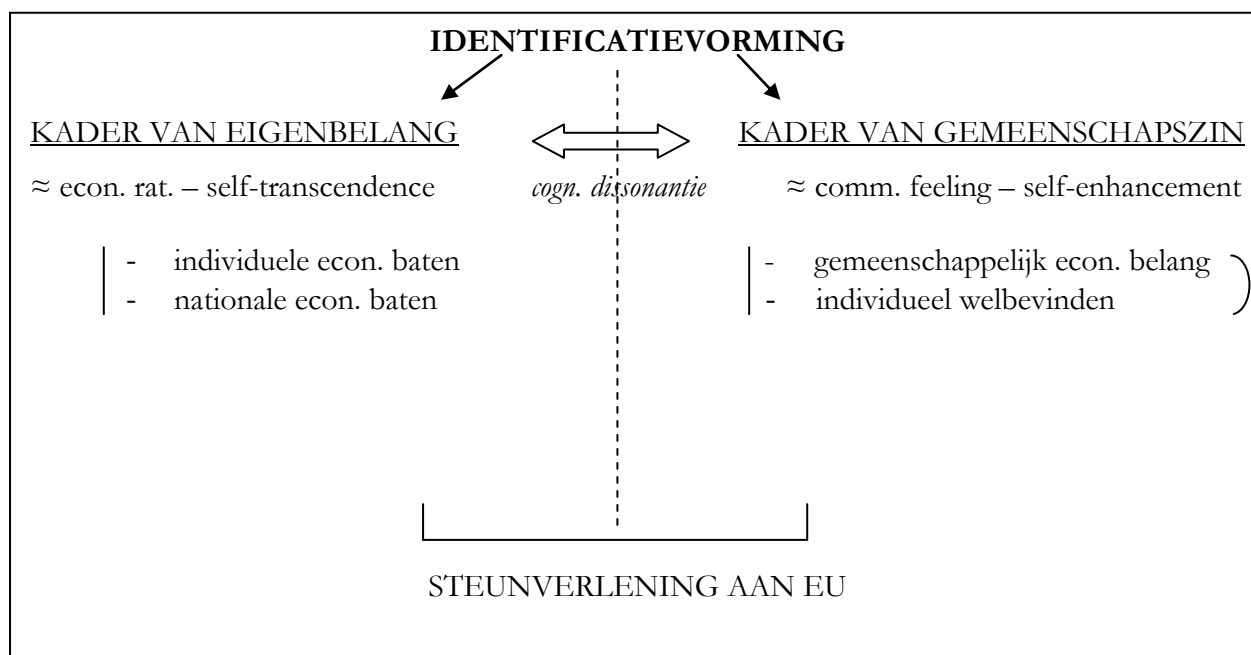 IDENTIFICATIEVORMING
KADER VAN EIGENBELANG
KADER VAN GEMEENSCHAPSZIN
≈ econ. rat. – self-transcendence
cogn. dissonantie
≈ comm. feeling – self-enhancement
- individuele econ. baten
- nationale econ. baten
- gemeenschappelijk econ. belang
- individueel welbevinden
STEUNVERLENING AAN EU